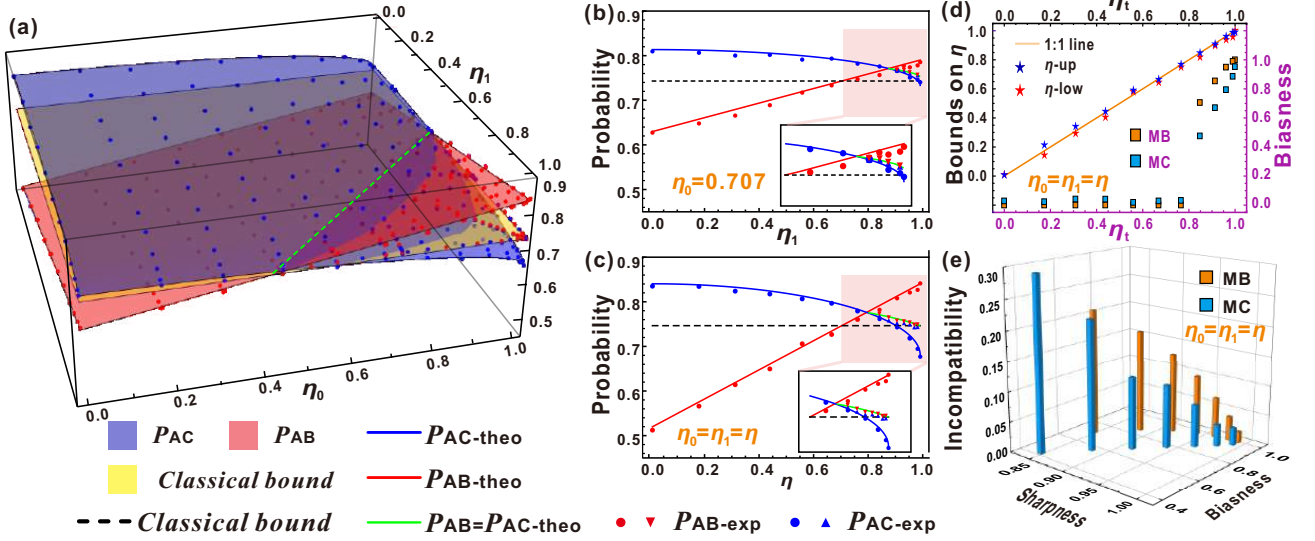 (a)
0.0
0.2
0.4
0.6
0.8
1.0
η1
0.9
0.8
0.7
0.6
0.5
0.0
0.2
0.4
0.6
0.8
1.0
η0
PAC
PAB
Classical bound
Classical bound
PAC-theo
PAB-theo
PAB=PAC-theo
PAB-exp
PAC-exp
(b)
Probability
0.9
0.8
0.7
0.6
0.5
η0=0.707
0.0
0.2
0.4
0.6
0.8
1.0
η1
(c)
Probability
0.9
0.8
0.7
0.6
0.5
η0=η1=η
0.0
0.2
0.4
0.6
0.8
1.0
η
(d)
ηt
0.0
0.2
0.4
0.6
0.8
1.0
Bounds on η
1.0
0.8
0.6
0.4
0.2
0.0
1:1 line
η-up
η-low
MB
MC
η0=η1=η
1.0
0.8
0.6
0.4
0.2
0.0
Biasness
0.0
0.2
0.4
0.6
0.8
1.0
ηt
(e)
Incompatibility
0.30
0.25
0.20
0.15
0.10
0.05
0.00
MB
MC
η0=η1=η
0.85
0.90
0.95
1.00
Sharpness
0.4
0.6
0.8
1.0
Biasness